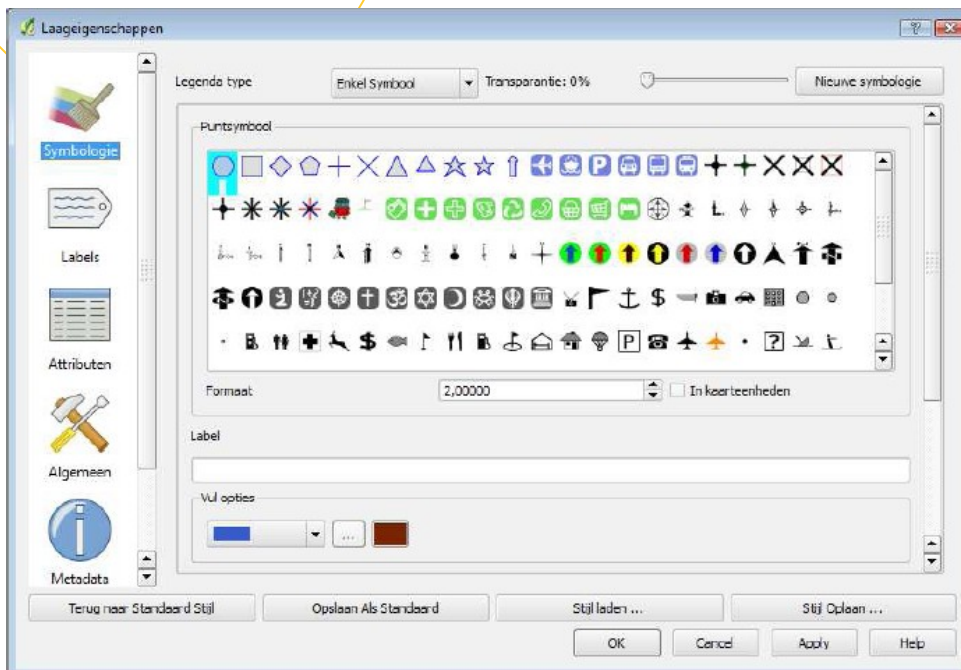 Laageigenschappen
Symbologie
Labels
Attributen
Algemeen
Metadata
Legenda type
Enkel Symbool
Transparantie: 0%
Nieuwe symbologie
Puntsymbool
Formaat
2,00000
In kaarteenheden
Label
Vul opties
...
Terug naar Standaard Stijl
Opslaan Als Standaard
Stijl laden ...
Stijl Oplaan ...
OK
Cancel
Apply
Help